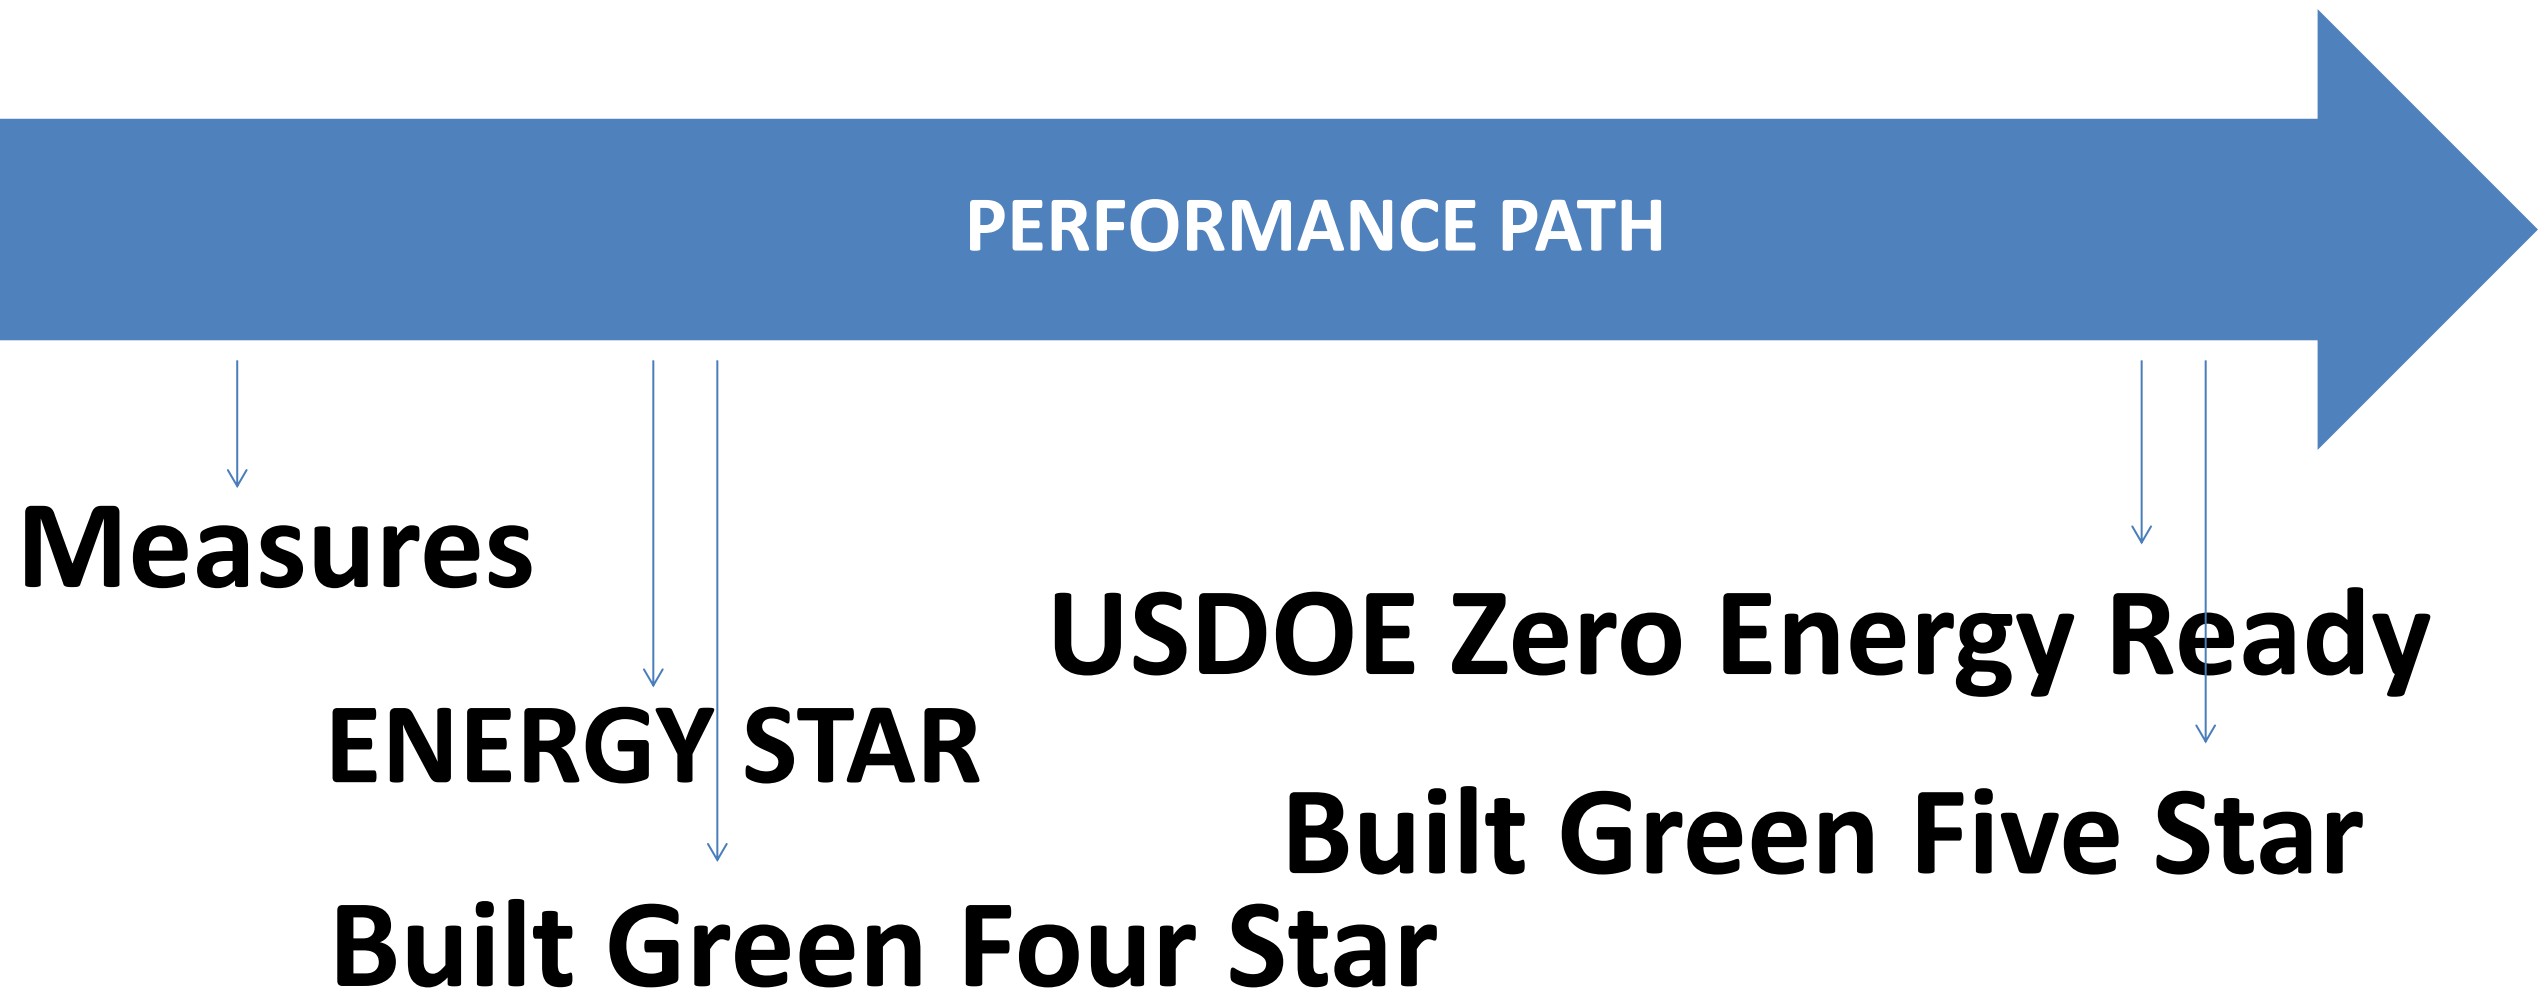 PERFORMANCE PATH
Measures
USDOE Zero Energy Ready
ENERGY STAR
Built Green Five Star
Built Green Four Star